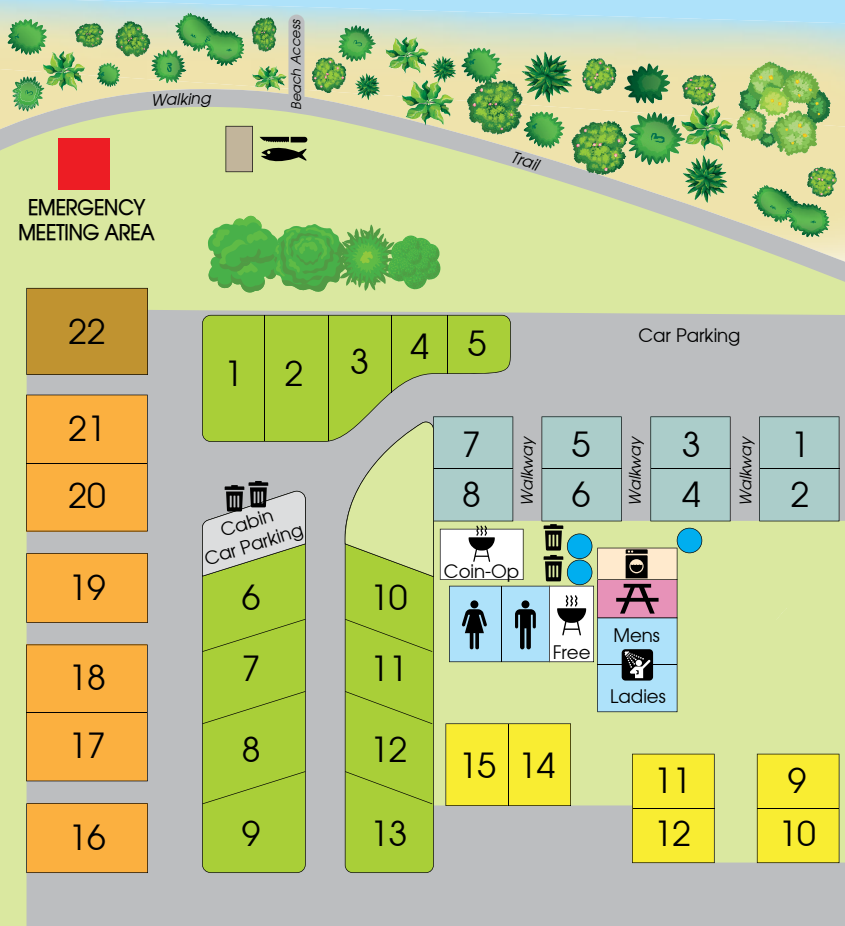 Beach Access
Walking
Trail
EMERGENCY
MEETING AREA
22
1 2 3 4 5
Car Parking
21
20
7 Walkway 5 Walkway 3 Walkway 1
8 6 4 2
Cabin
Car Parking
Coin-Op
19
6
10
Free
Mens
Ladies
18
7
11
17
8
12
15 14
11
9
16
9
13
12
10